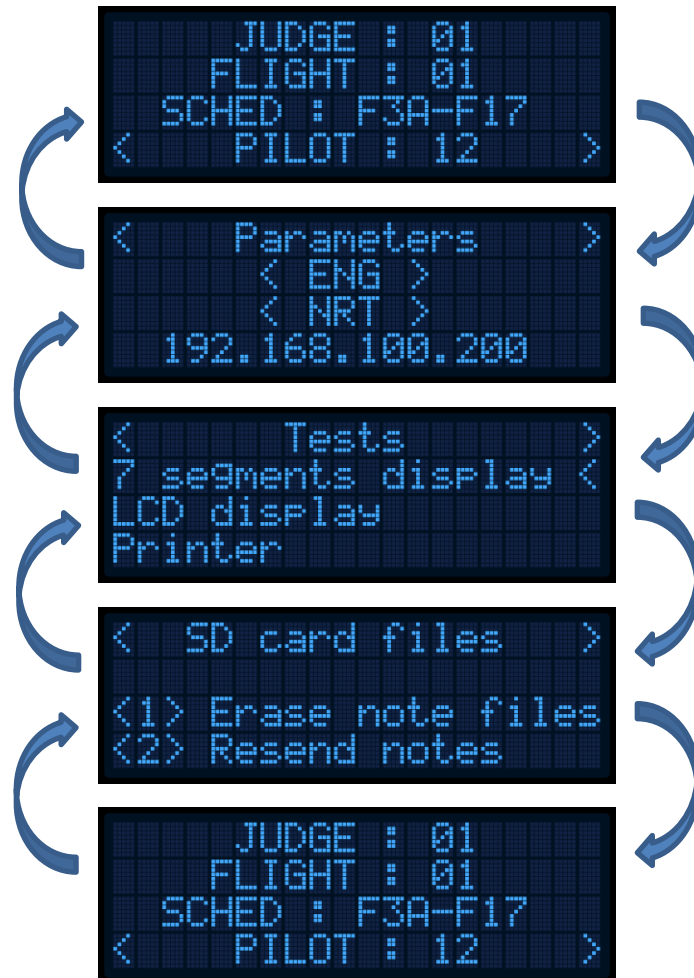 JUDGE : 01
FLIGHT : 01
SCHED : F3A-F17
< PILOT : 12 >
< Parameters >
< ENG >
< NRT >
192.168.100.200
< Tests >
7 segments display <
LCD display
Printer
< SD card files >
<1> Erase note files
<2> Resend notes
JUDGE : 01
FLIGHT : 01
SCHED : F3A-F17
< PILOT : 12 >